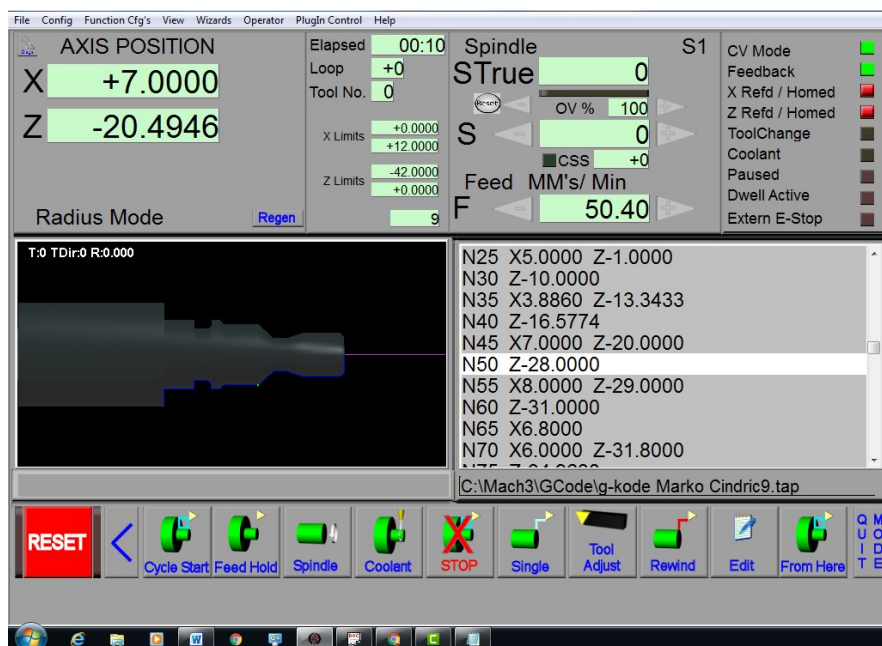 File Config Function Cfg's View Wizards Operator PlugIn Control Help
AXIS POSITION
X +7.0000
Z -20.4946
Radius Mode Regen
Elapsed 00:10
Loop +0
Tool No. 0
X Limits +0.0000
+12.0000
Z Limits -42.0000
+0.0000
9
Spindle S1
STrue 0
Reset OV % 100
S 0
CSS +0
Feed MM's/ Min
F 50.40
CV Mode
Feedback
X Refd / Homed
Z Refd / Homed
ToolChange
Coolant
Paused
Dwell Active
Extern E-Stop
T:0 TDir:0 R:0.000
N25 X5.0000 Z-1.0000
N30 Z-10.0000
N35 X3.8860 Z-13.3433
N40 Z-16.5774
N45 X7.0000 Z-20.0000
N50 Z-28.0000
N55 X8.0000 Z-29.0000
N60 Z-31.0000
N65 X6.8000
N70 X6.0000 Z-31.8000
C:\Mach3\GCode\g-kode Marko Cindric9.tap
RESET
Cycle Start
Feed Hold
Spindle
Coolant
STOP
Single
Tool
Adjust
Rewind
Edit
From Here
QUIT
MODE